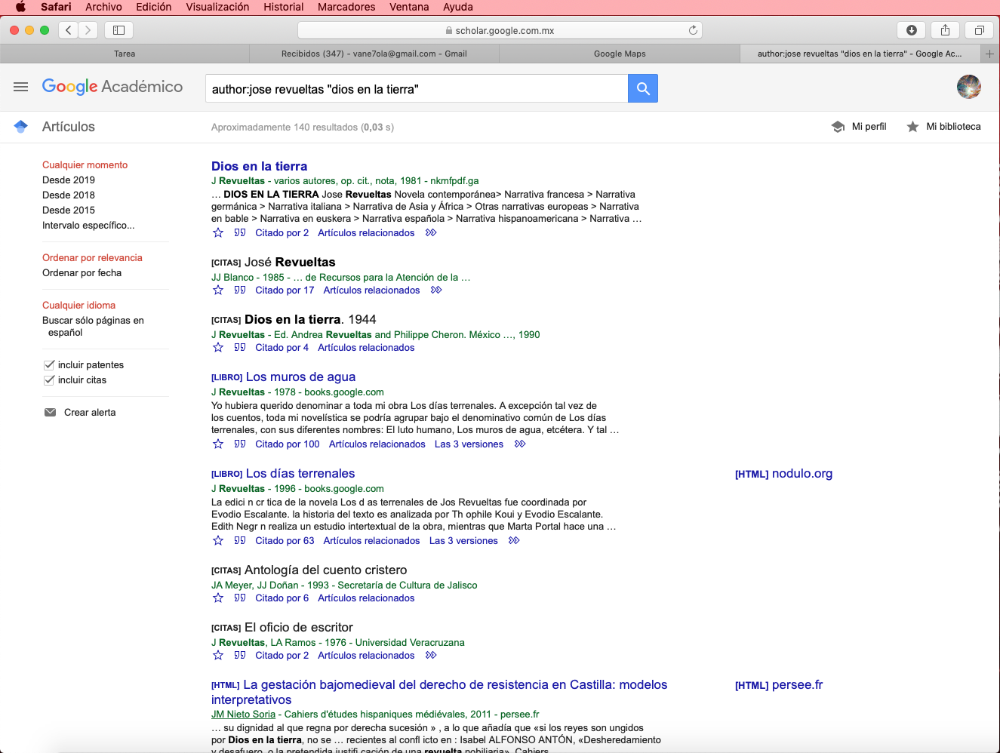 Safari Archivo Edición Visualización Historial Marcadores Ventana Ayuda
scholar.google.com.mx
Tarea
Recibidos (347) - vane7ola@gmail.com - Gmail
Google Maps
author:jose revueltas "dios en la tierra" - Google Ac...
Google Académico
author:jose revueltas "dios en la tierra"
Artículos
Aproximadamente 140 resultados (0,03 s)
Mi perfil
Mi biblioteca
Cualquier momento
Desde 2019
Desde 2018
Desde 2015
Intervalo específico...
Ordenar por relevancia
Ordenar por fecha
Cualquier idioma
Buscar sólo páginas en
español
incluir patentes
incluir citas
Crear alerta
Dios en la tierra
J Revueltas - varios autores, op. cit., nota, 1981 - nkmfpdf.ga
… DIOS EN LA TIERRA Jose Revueltas Novela contemporánea> Narrativa francesa > Narrativa
germánica > Narrativa italiana > Narrativa de Asia y África > Otras narrativas europeas > Narrativa
en bable > Narrativa en euskera > Narrativa española > Narrativa hispanoamericana > Narrativa …
Citado por 2 Artículos relacionados
[CITAS] José Revueltas
JJ Blanco - 1985 - … de Recursos para la Atención de la …
Citado por 17 Artículos relacionados
[CITAS] Dios en la tierra. 1944
J Revueltas - Ed. Andrea Revueltas and Philippe Cheron. México …, 1990
Citado por 4 Artículos relacionados
[LIBRO] Los muros de agua
J Revueltas - 1978 - books.google.com
Yo hubiera querido denominar a toda mi obra Los días terrenales. A excepción tal vez de
los cuentos, toda mi novelística se podría agrupar bajo el denominativo común de Los días
terrenales, con sus diferentes nombres: El luto humano, Los muros de agua, etcétera. Y tal …
Citado por 100 Artículos relacionados Las 3 versiones
[LIBRO] Los días terrenales
[HTML] nodulo.org
J Revueltas - 1996 - books.google.com
La edici n cr tica de la novela Los d as terrenales de Jos Revueltas fue coordinada por
Evodio Escalante. la historia del texto es analizada por Th ophile Koui y Evodio Escalante.
Edith Negr n realiza un estudio intertextual de la obra, mientras que Marta Portal hace una …
Citado por 63 Artículos relacionados Las 3 versiones
[CITAS] Antología del cuento cristero
JA Meyer, JJ Doñan - 1993 - Secretaría de Cultura de Jalisco
Citado por 6 Artículos relacionados
[CITAS] El oficio de escritor
J Revueltas, LA Ramos - 1976 - Universidad Veracruzana
Citado por 2 Artículos relacionados
[HTML] La gestación bajomedieval del derecho de resistencia en Castilla: modelos
interpretativos
[HTML] persee.fr
JM Nieto Soria - Cahiers d'études hispaniques médiévales, 2011 - persee.fr
… su dignidad al que regna por derecha sucesión » , a lo que añadía que «si los reyes son ungidos
por Dios en la tierra, no se … recientes al confl icto en : Isabel ALFONSO ANTÓN, «Desheredamiento
y desafuero, o la pretendida justifi cación de una revuelta nobiliaria», Cahiers